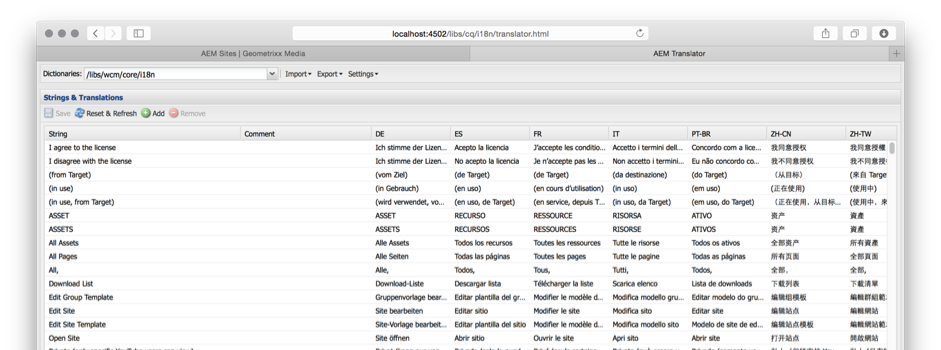 localhost:4502/libs/cq/i18n/translator.html
AEM Sites | Geometrixx Media AEM Translator
Dictionaries: /libs/wcm/core/i18n Import Export Settings
Strings & Translations
Save Reset & Refresh Add Remove
String Comment DE ES FR IT PT-BR ZH-CN ZH-TW
I agree to the license Ich stimme der Lizen... Acepto la licencia J'accepte les conditio... Accetto i termini dell... Concordo com a lice... 我同意授权 我同意授權
I disagree with the license Ich stimme der Lizen... No acepto la licencia Je n'accepte pas les ... Non accetto i termini... Eu não concordo co... 我不同意授权 我不同意授權
(from Target) (vom Ziel) (de Target) (de Target) (da destinazione) (do Target) （从目标） (來自 Targe
(in use) (in Gebrauch) (en uso) (en cours d'utilisation) (in uso) (em uso) (正在使用) (使用中)
(in use, from Target) (wird verwendet, vo... (en uso, de Target) (en service, depuis T... (in uso, da Target) (em uso, do Target) （正在使用，从目标... (使用中，來
ASSET ASSET RECURSO RESSOURCE RISORSA ATIVO 资产 資產
ASSETS ASSETS RECURSOS RESSOURCES RISORSE ATIVOS 资产 資產
All Assets Alle Assets Todos los recursos Toutes les ressources Tutte le risorse Todos os ativos 全部资产 所有資產
All Pages Alle Seiten Todas las páginas Toutes les pages Tutte le pagine Todas as páginas 所有页面 全部頁面
All, Alle, Todos, Tous, Tutti, Todos, 全部， 全部,
Download List Download-Liste Descargar lista Télécharger la liste Scarica elenco Lista de downloads 下载列表 下載清單
Edit Group Template Gruppenvorlage bear... Editar plantilla del gr... Modifier le modèle d... Modifica modello gru... Editar modelo do gru... 编辑组模板 編輯群組範
Edit Site Site bearbeiten Editar sitio Modifier le site Modifica sito Editar site 编辑站点 編輯網站
Edit Site Template Site-Vorlage bearbeit... Editar plantilla del sitio Modifier le modèle d... Modifica modello sito Modelo de site de ed... 编辑站点模板 編輯網站範
Open Site Site öffnen Abrir sitio Ouvrir le site Apri sito Abrir site 打开站点 開啟網站